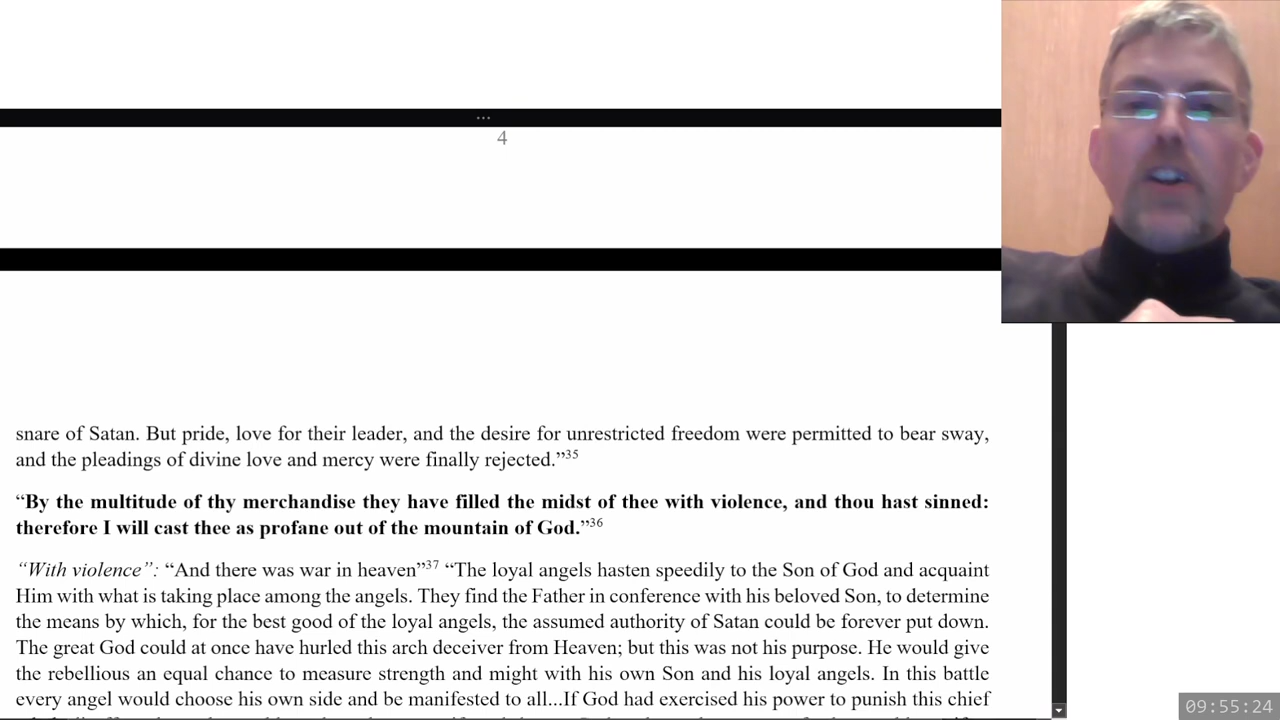 ...
4
snare of Satan. But pride, love for their leader, and the desire for unrestricted freedom were permitted to bear sway,
and the pleadings of divine love and mercy were finally rejected.”35
“By the multitude of thy merchandise they have filled the midst of thee with violence, and thou hast sinned:
therefore I will cast thee as profane out of the mountain of God.”36
“With violence”: “And there was war in heaven”37 “The loyal angels hasten speedily to the Son of God and acquaint
Him with what is taking place among the angels. They find the Father in conference with his beloved Son, to determine
the means by which, for the best good of the loyal angels, the assumed authority of Satan could be forever put down.
The great God could at once have hurled this arch deceiver from Heaven; but this was not his purpose. He would give
the rebellious an equal chance to measure strength and might with his own Son and his loyal angels. In this battle
every angel would choose his own side and be manifested to all...If God had exercised his power to punish this chief
09:55:24